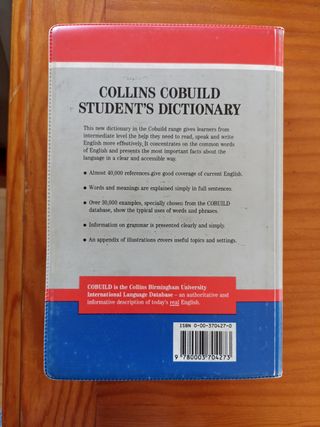 COLLINS COBUILD
STUDENT'S DICTIONARY
This new dictionary in the Cobuild range gives learners from
intermediate level the help they need to read, speak and write
English more effectively. It concentrates on the common words
of English and presents the most important facts about the
language in a clear and accessible way.
• Almost 40,000 references give good coverage of current English.
• Words and meanings are explained simply in full sentences.
• Over 30,000 examples, specially chosen from the COBUILD
database, show the typical uses of words and phrases.
• Information on grammar is presented clearly and simply.
• An appendix of illustrations covers useful topics and settings.
COBUILD is the Collins Birmingham University
International Language Database – an authoritative and
informative description of today's real English.
ISBN 0-00-370427-0
9 780003 704273